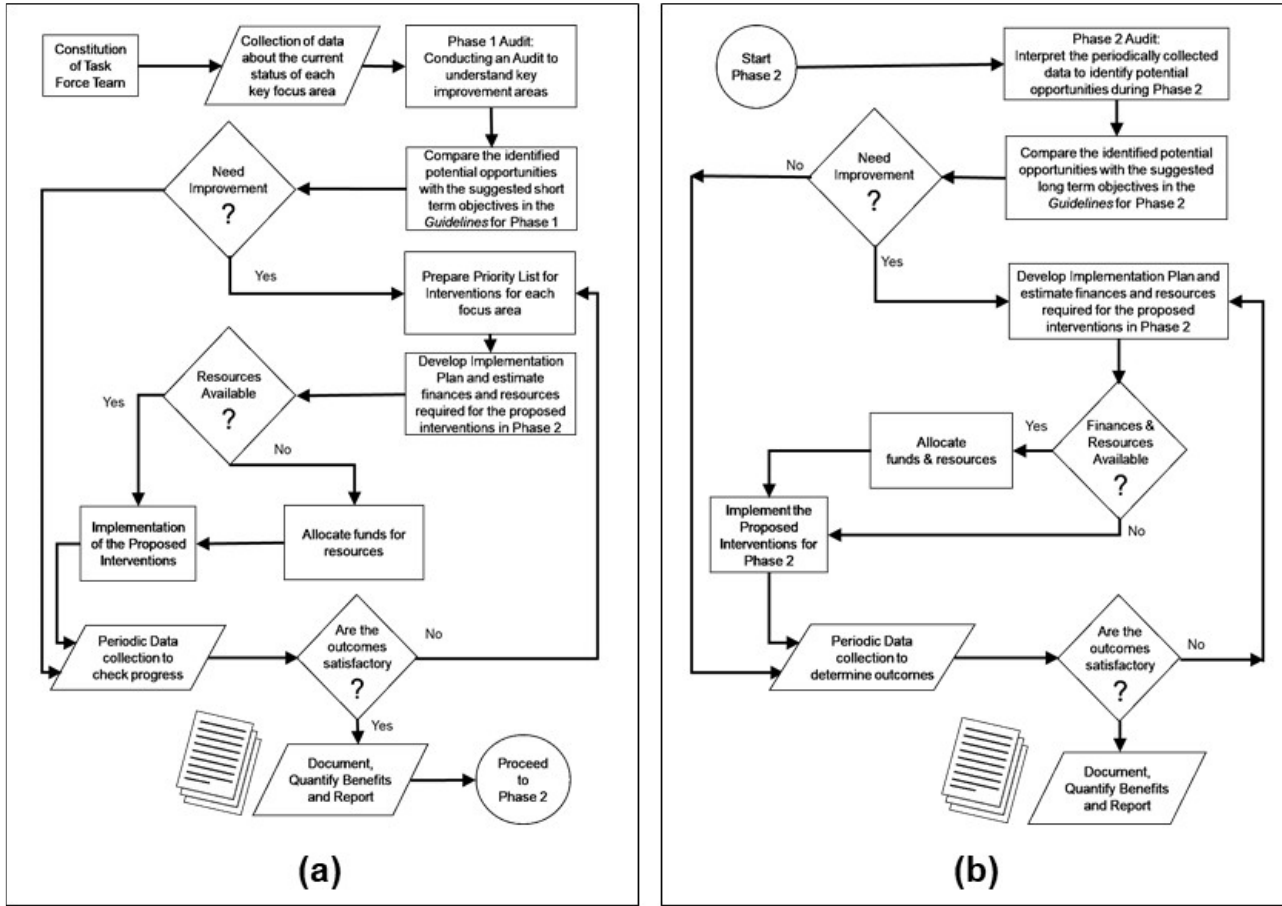 Constitution
of Task
Force Team
Collection of data
about the current
status of each
key focus area
Phase 1 Audit:
Conducting an Audit to
understand key
improvement areas
Need
Improvement
?
Compare the identified
potential opportunities
with the suggested short
term objectives in the
Guidelines for Phase 1
Yes
Prepare Priority List for
Interventions for each
focus area
Resources
Available
?
Develop Implementation
Plan and estimate
finances and resources
required for the proposed
interventions in Phase 2
Yes
No
Implementation
of the Proposed
Interventions
Allocate funds for
resources
Periodic Data
collection to
check progress
Are the
outcomes
satisfactory
?
No
Yes
Document,
Quantify Benefits
and Report
Proceed
to
Phase 2
(a)
Start
Phase 2
Phase 2 Audit:
Interpret the periodically collected
data to identify potential
opportunities during Phase 2
No
Need
Improvement
?
Compare the identified potential
opportunities with the suggested
long term objectives in the
Guidelines for Phase 2
Yes
Develop Implementation Plan and
estimate finances and resources
required for the proposed
interventions in Phase 2
Allocate
funds & resources
Yes
Finances &
Resources
Available
?
No
Implement the
Proposed
Interventions for
Phase 2
Periodic Data
collection to
determine outcomes
Are the
outcomes
satisfactory
?
No
Yes
Document,
Quantify Benefits
and Report
(b)